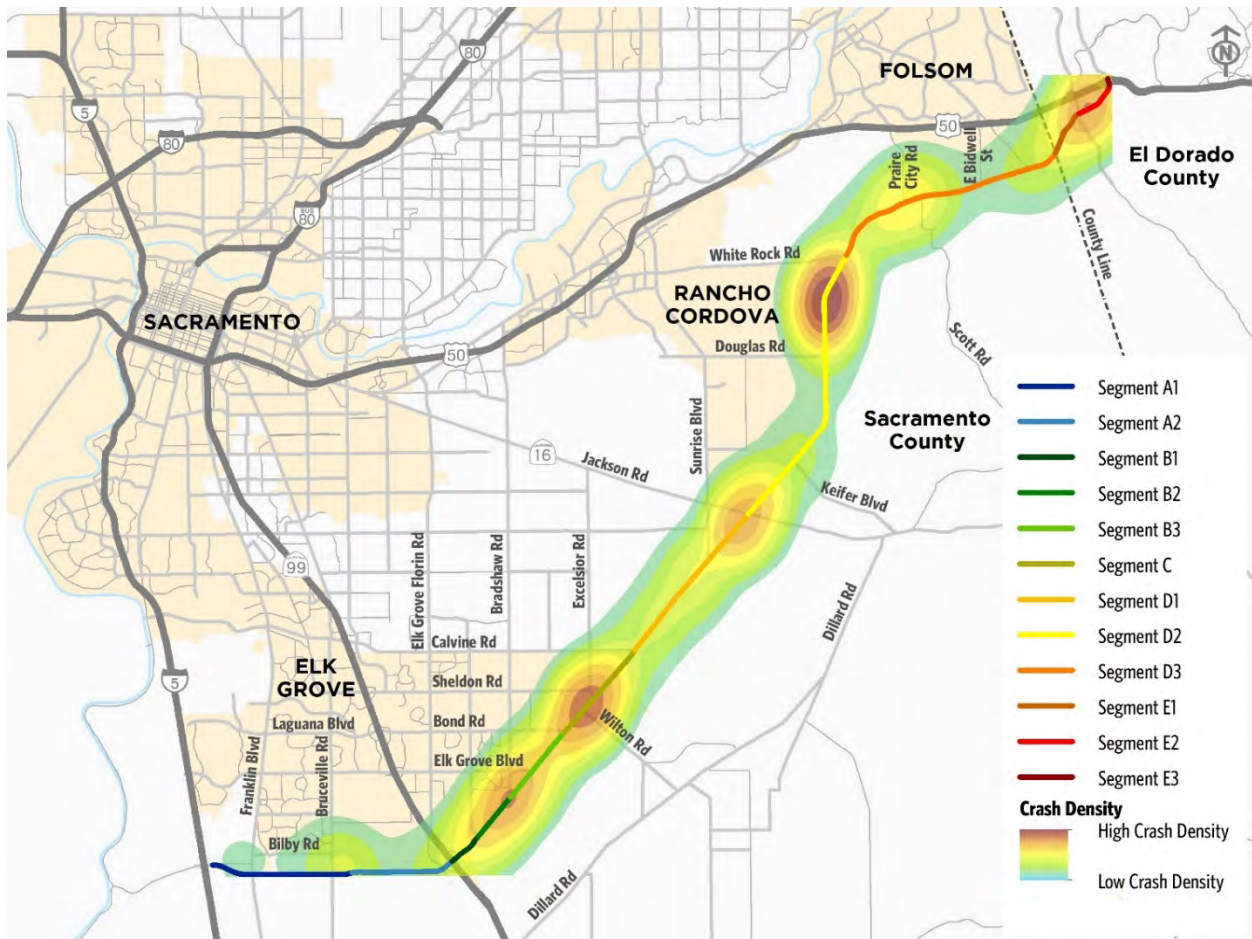 N
80
FOLSOM
5
50
80
El Dorado
County
Praire
City Rd
E Bidwell
St
BUS
80
County Line
White Rock Rd
RANCHO
CORDOVA
SACRAMENTO
50
Douglas Rd
Scott Rd
Sacramento
County
Sunrise Blvd
16
Jackson Rd
Keifer Blvd
Elk Grove Florin Rd
Bradshaw Rd
Excelsior Rd
99
Dillard Rd
Calvine Rd
ELK
GROVE
Sheldon Rd
5
Laguana Blvd
Bond Rd
Wilton Rd
Franklin Blvd
Bruceville Rd
Elk Grove Blvd
Bilby Rd
Dillard Rd
Segment A1
Segment A2
Segment B1
Segment B2
Segment B3
Segment C
Segment D1
Segment D2
Segment D3
Segment E1
Segment E2
Segment E3
Crash Density
High Crash Density
Low Crash Density